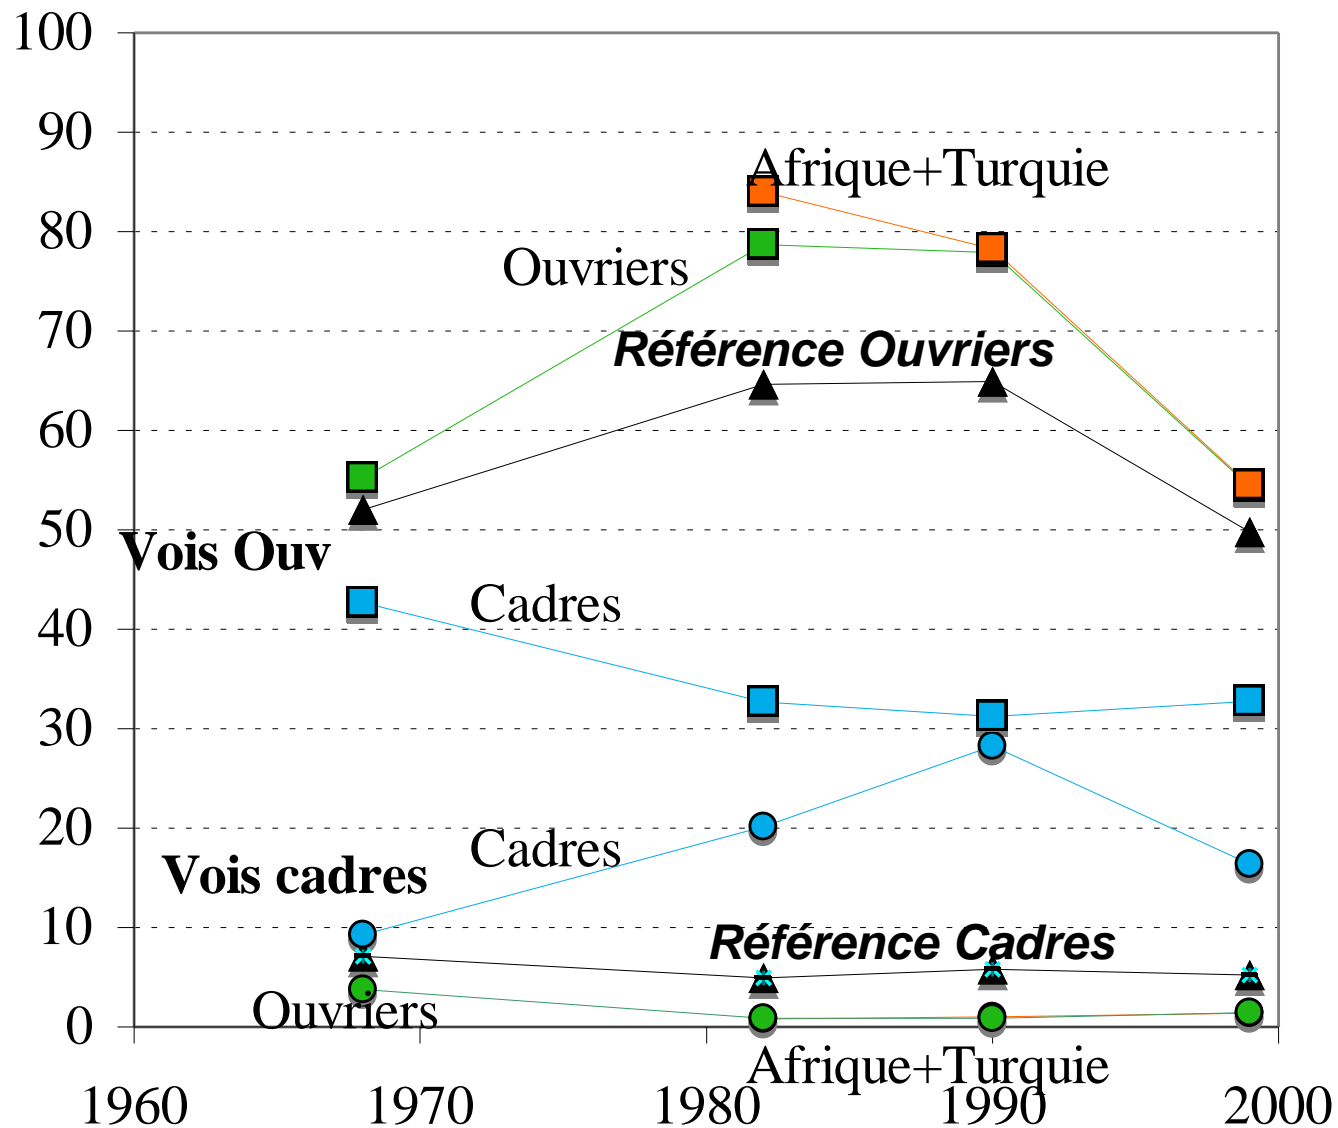 100
90
Afrique+Turquie
80
Ouvriers
70
Référence Ouvriers
60
50
Vois Ouv
Cadres
40
30
20
Cadres
Vois cadres
10
Référence Cadres
Ouvriers
0
Afrique+Turquie
1960 1970 1980 1990 2000